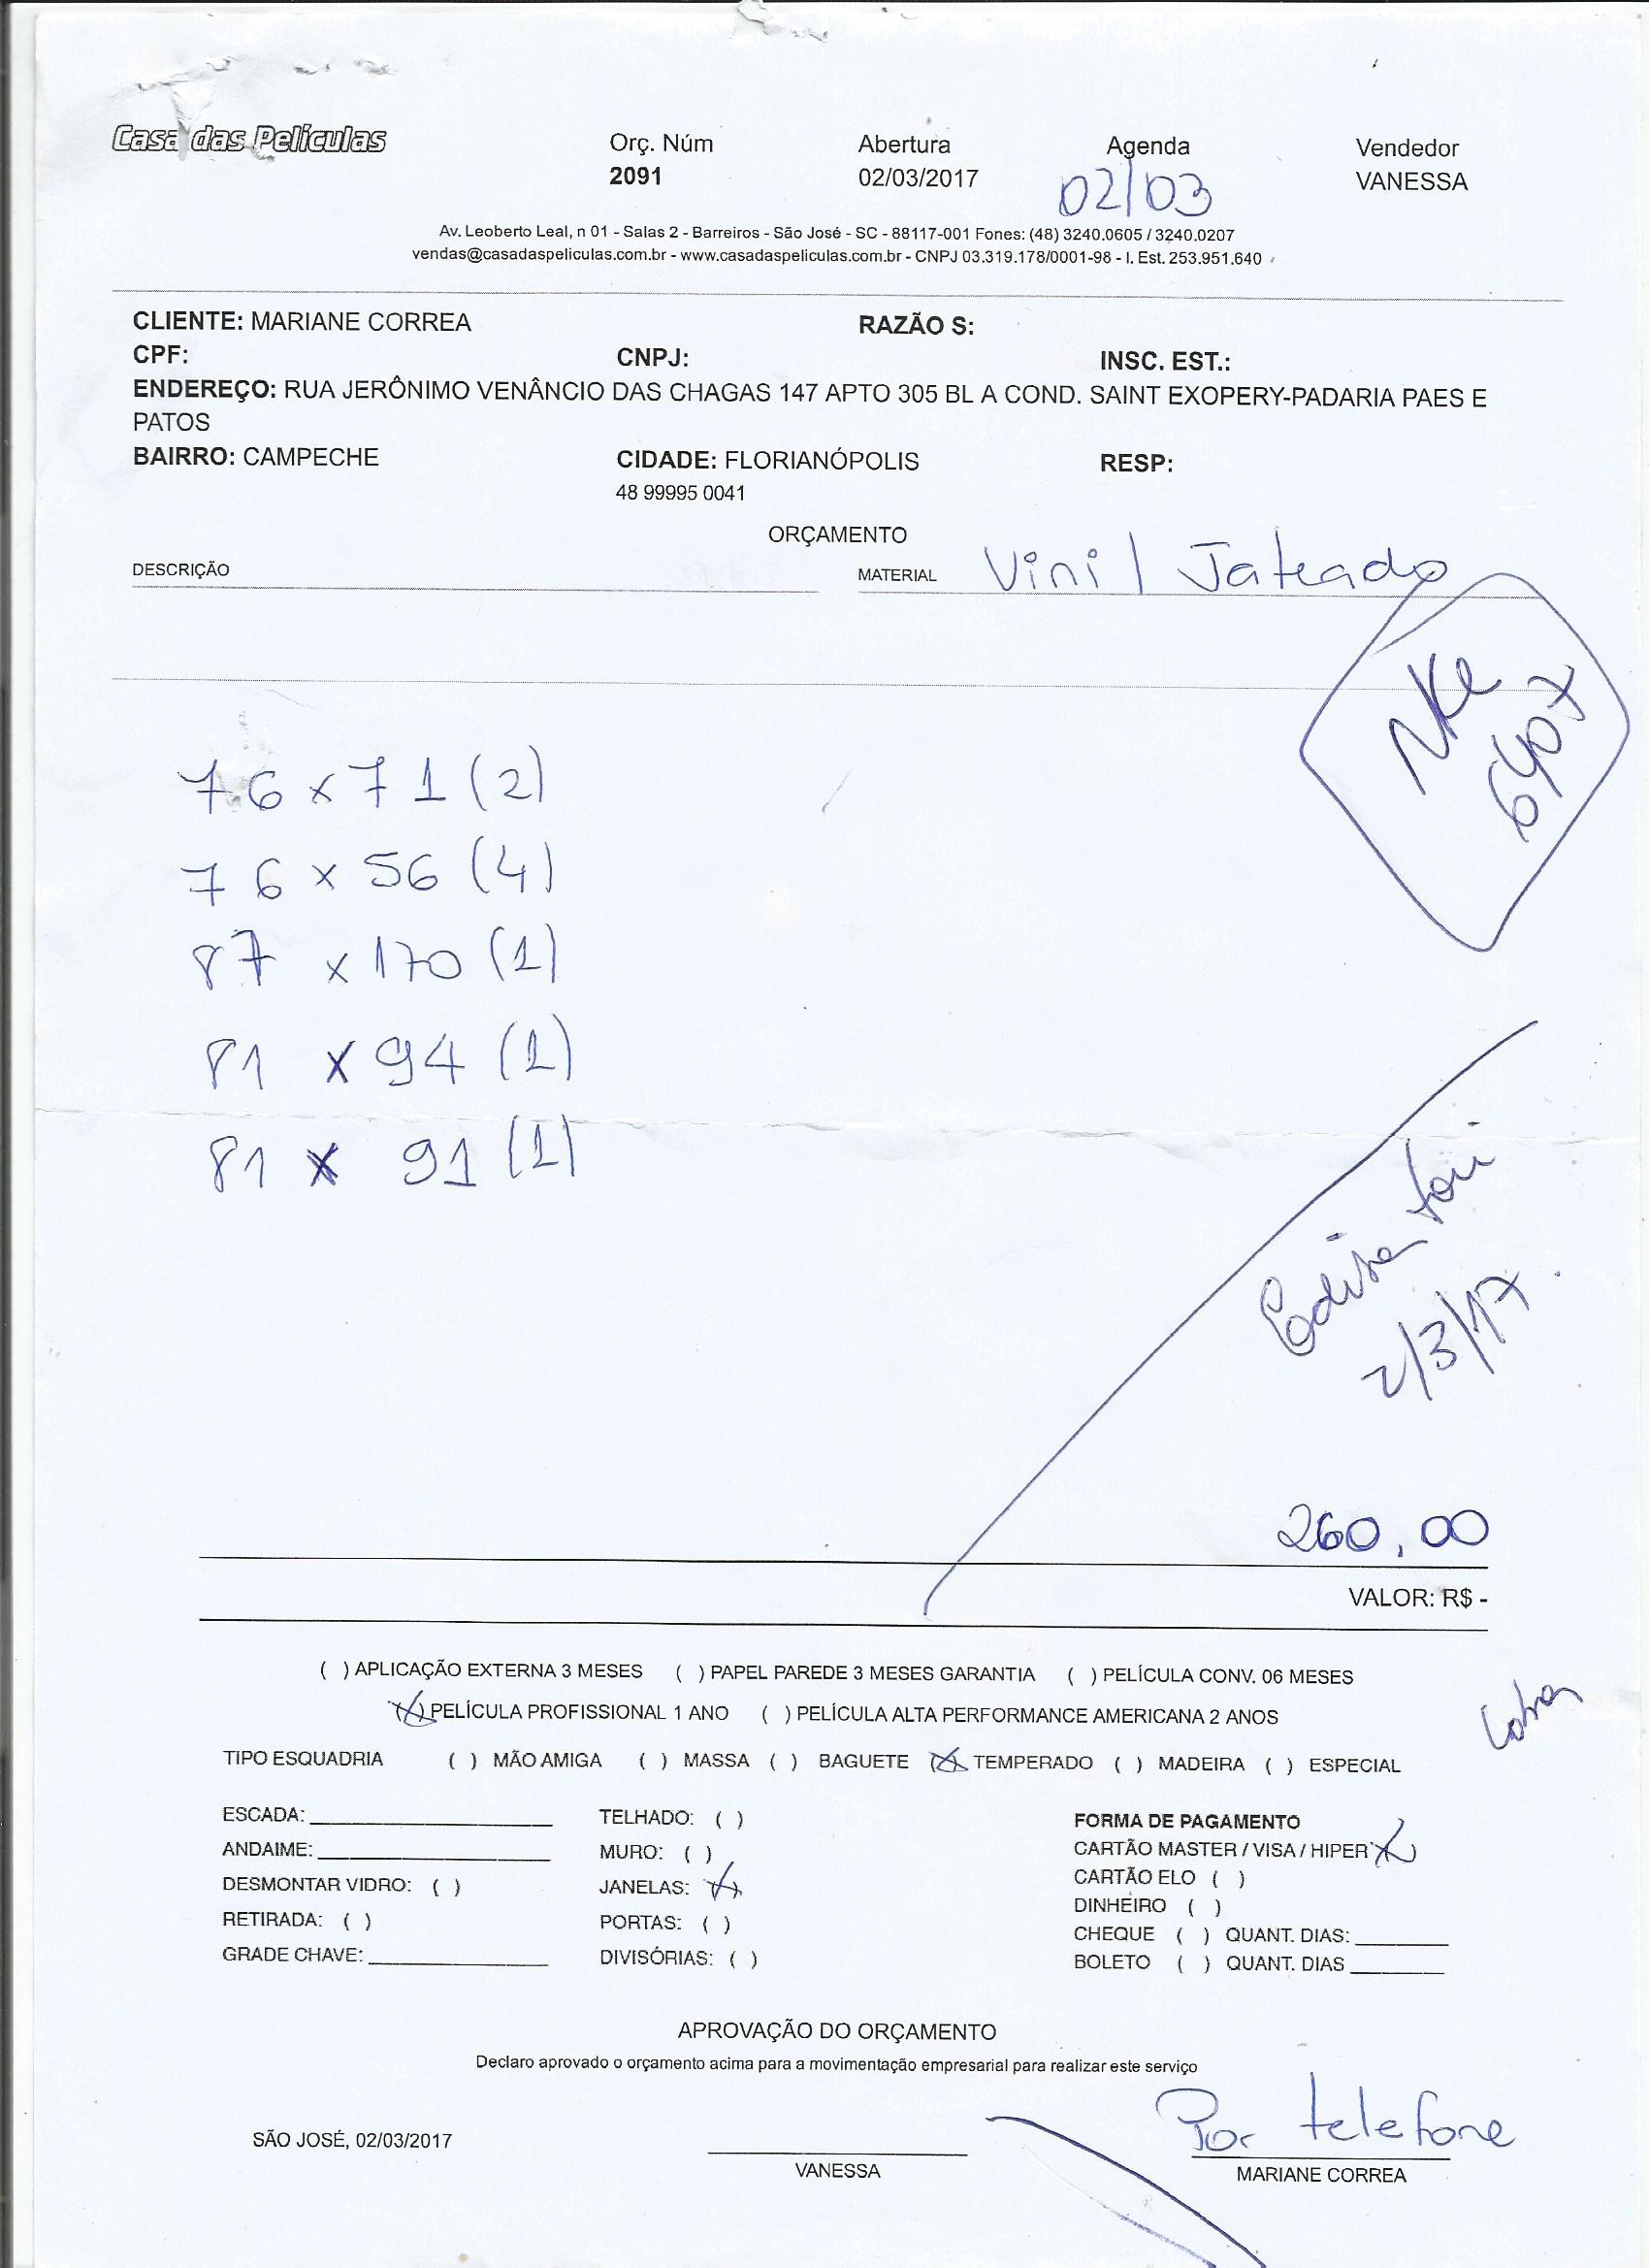 Casa das Películas
Orç. Núm Abertura Agenda Vendedor
2091 02/03/2017 02/03 VANESSA
Av. Leoberto Leal, n 01 - Salas 2 - Barreiros - São José - SC - 88117-001 Fones: (48) 3240.0605 / 3240.0207
vendas@casadaspeliculas.com.br - www.casadaspeliculas.com.br - CNPJ 03.319.178/0001-98 - I. Est. 253.951.640
CLIENTE: MARIANE CORREA RAZÃO S:
CPF: CNPJ: INSC. EST.:
ENDEREÇO: RUA JERÔNIMO VENÂNCIO DAS CHAGAS 147 APTO 305 BL A COND. SAINT EXOPERY-PADARIA PAES E
PATOS
BAIRRO: CAMPECHE CIDADE: FLORIANÓPOLIS RESP:
48 99995 0041
ORÇAMENTO
DESCRIÇÃO MATERIAL Vinil Jateado
6407
76 x 71 (2)
76 x 56 (4)
87 x 170 (1)
81 x 94 (1)
81 x 91 (1)
2/3/17
260,00
VALOR: R$ -
( ) APLICAÇÃO EXTERNA 3 MESES ( ) PAPEL PAREDE 3 MESES GARANTIA ( ) PELÍCULA CONV. 06 MESES
(X) PELÍCULA PROFISSIONAL 1 ANO ( ) PELÍCULA ALTA PERFORMANCE AMERICANA 2 ANOS
TIPO ESQUADRIA ( ) MÃO AMIGA ( ) MASSA ( ) BAGUETE (X) TEMPERADO ( ) MADEIRA ( ) ESPECIAL
ESCADA: TELHADO: ( ) FORMA DE PAGAMENTO
ANDAIME: MURO: ( ) CARTÃO MASTER / VISA / HIPER (X)
DESMONTAR VIDRO: ( ) JANELAS: (X) CARTÃO ELO ( )
RETIRADA: ( ) PORTAS: ( ) DINHEIRO ( )
GRADE CHAVE: DIVISÓRIAS: ( ) CHEQUE ( ) QUANT. DIAS:
BOLETO ( ) QUANT. DIAS
APROVAÇÃO DO ORÇAMENTO
Declaro aprovado o orçamento acima para a movimentação empresarial para realizar este serviço
Por telefone
SÃO JOSÉ, 02/03/2017 VANESSA MARIANE CORREA